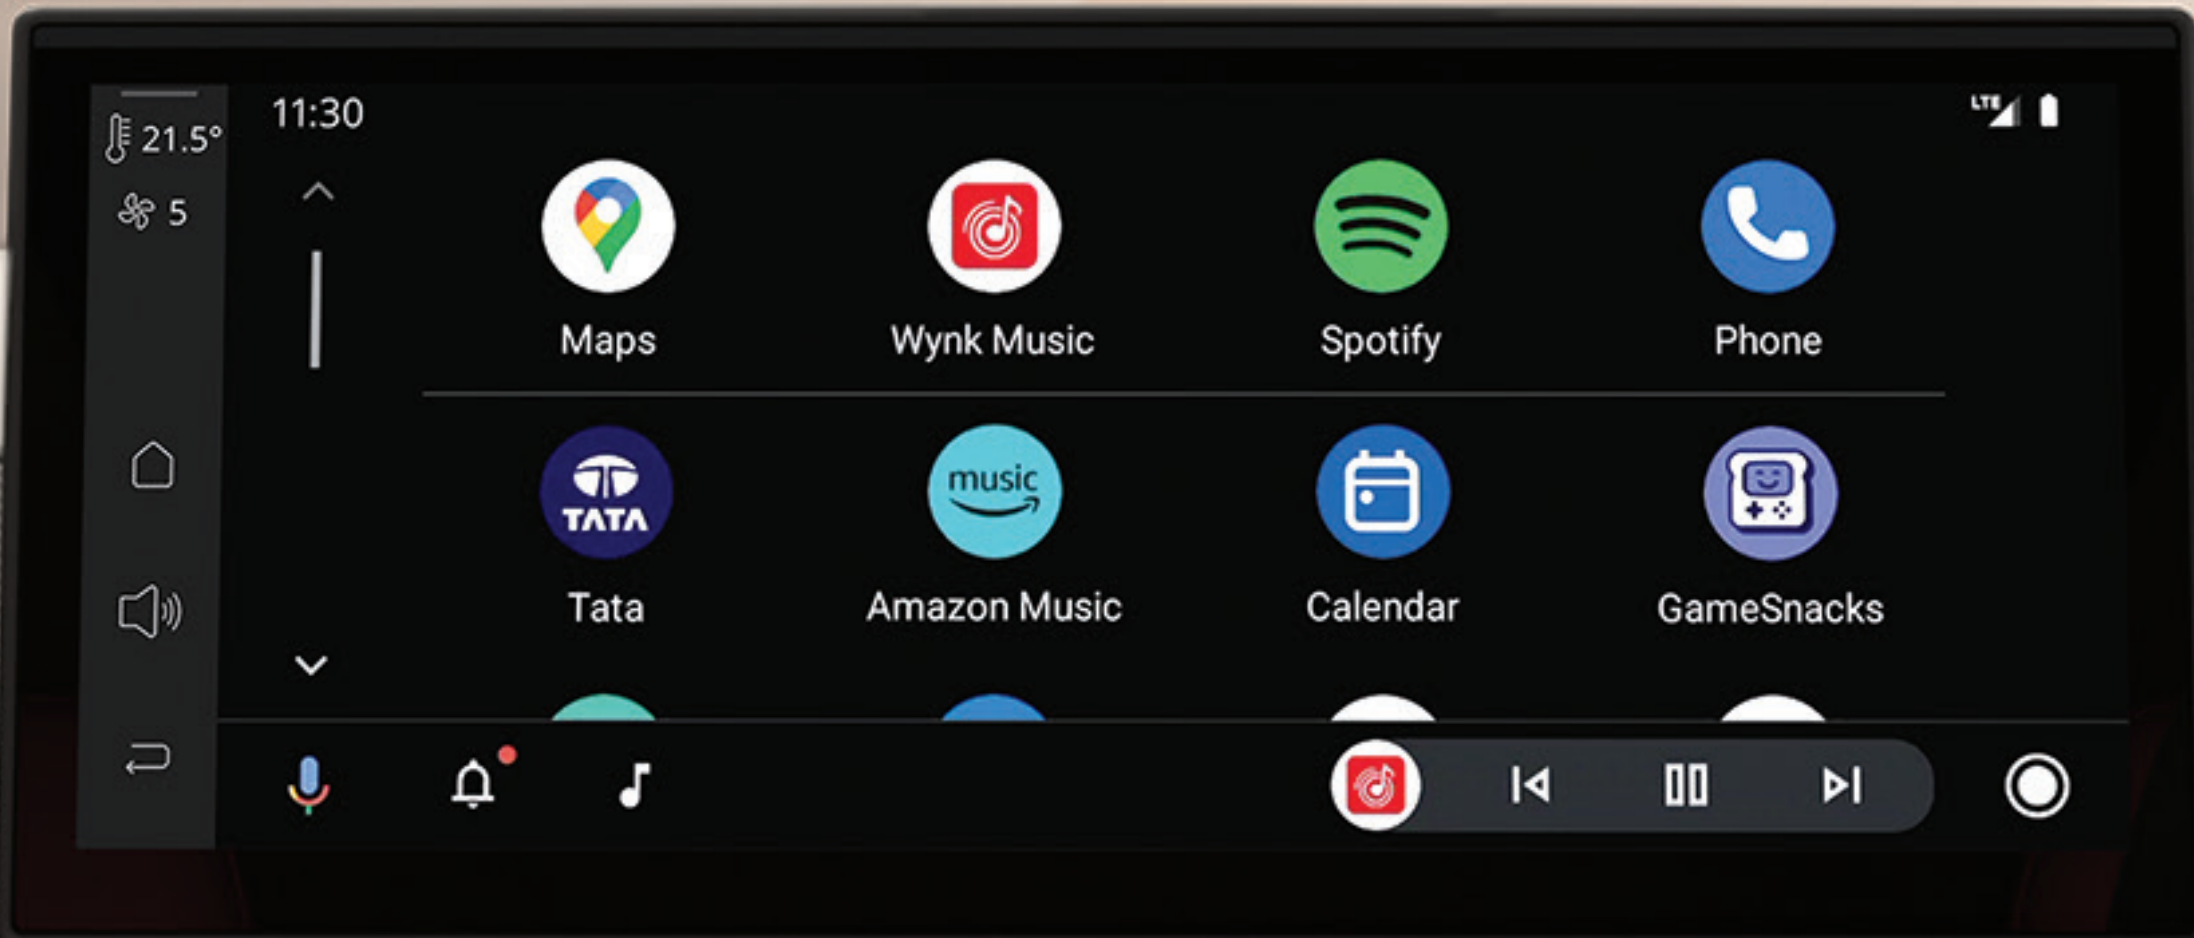 11:30
LTE
21.5°
5
Maps
Wynk Music
Spotify
Phone
TATA
music
Tata
Amazon Music
Calendar
GameSnacks